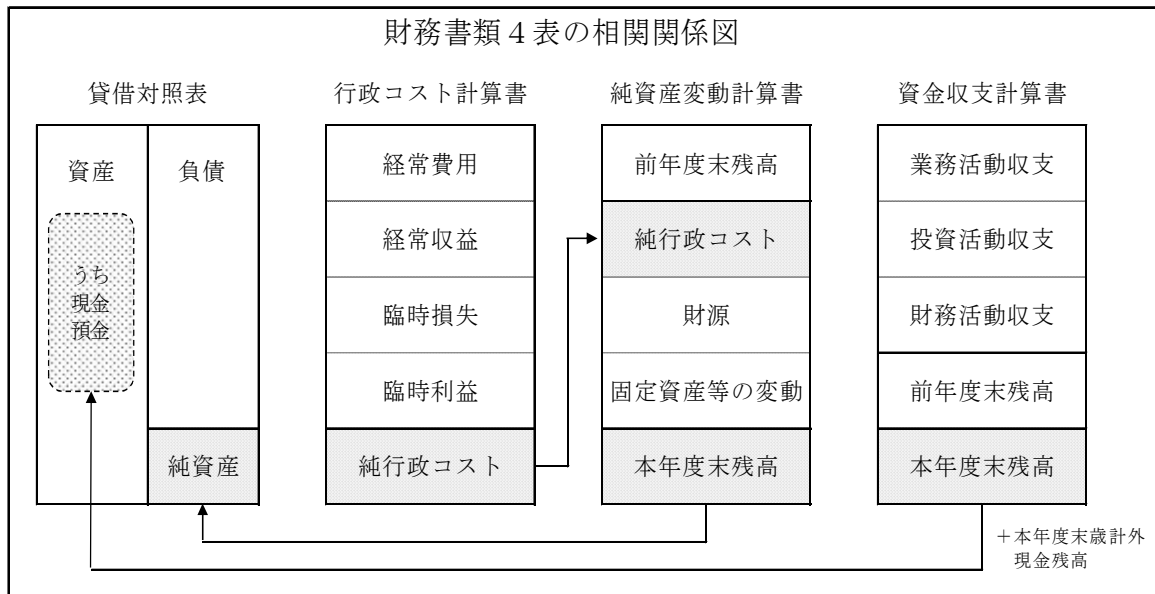 財務書類４表の相関関係図
貸借対照表
資産
負債
うち
現金
預金
純資産
行政コスト計算書
経常費用
経常収益
臨時損失
臨時利益
純行政コスト
純資産変動計算書
前年度末残高
純行政コスト
財源
固定資産等の変動
本年度末残高
資金収支計算書
業務活動収支
投資活動収支
財務活動収支
前年度末残高
本年度末残高
＋本年度末歳計外
現金残高